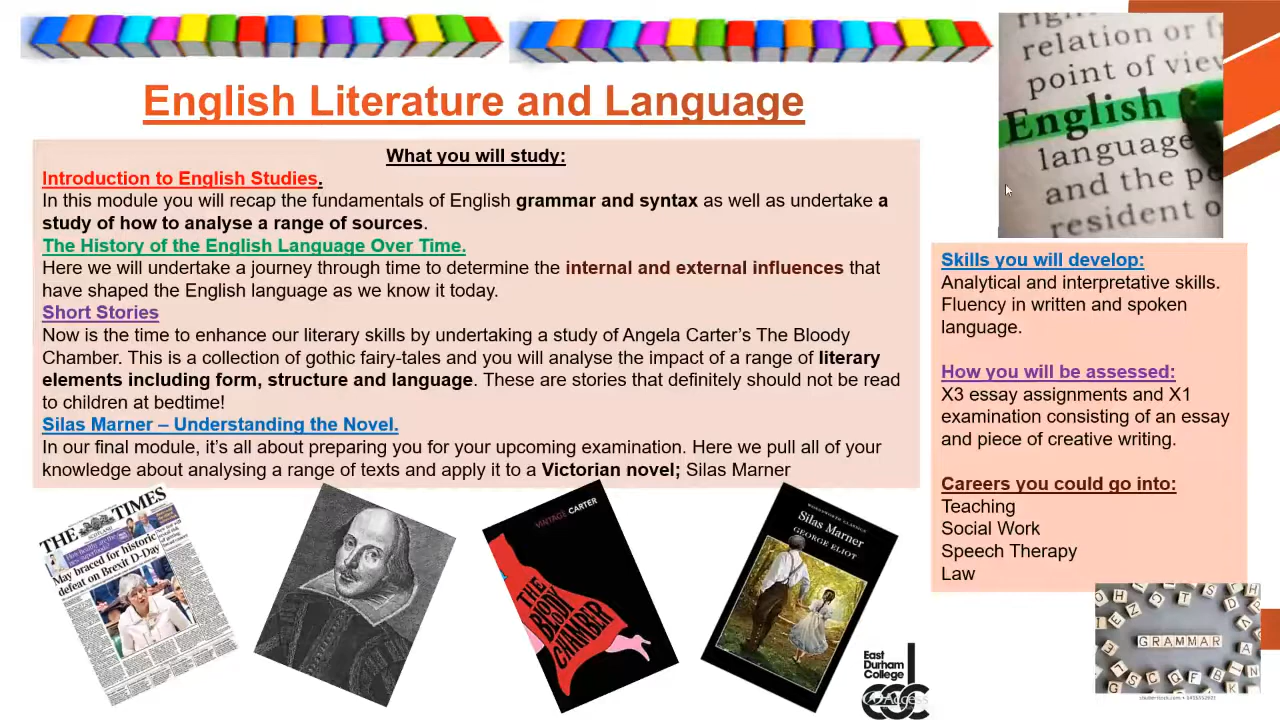 English Literature and Language
What you will study:
Introduction to English Studies.
In this module you will recap the fundamentals of English grammar and syntax as well as undertake a
study of how to analyse a range of sources.
The History of the English Language Over Time.
Here we will undertake a journey through time to determine the internal and external influences that
have shaped the English language as we know it today.
Short Stories
Now is the time to enhance our literary skills by undertaking a study of Angela Carter's The Bloody
Chamber. This is a collection of gothic fairy-tales and you will analyse the impact of a range of literary
elements including form, structure and language. These are stories that definitely should not be read
to children at bedtime!
Silas Marner – Understanding the Novel.
In our final module, it's all about preparing you for your upcoming examination. Here we pull all of your
knowledge about analysing a range of texts and apply it to a Victorian novel; Silas Marner
relation or
point of view
English
language
and the
resident o
Skills you will develop:
Analytical and interpretative skills.
Fluency in written and spoken
language.
How you will be assessed:
X3 essay assignments and X1
examination consisting of an essay
and piece of creative writing.
Careers you could go into:
Teaching
Social Work
Speech Therapy
Law
THE TIMES
May braced for historic
defeat on Brexit D-Day
VINTAGE CARTER
THE
BLOODY
CHAMBER
Silas Marner
GEORGE ELIOT
East
Durham
College
edc
Access
GRAMMAR